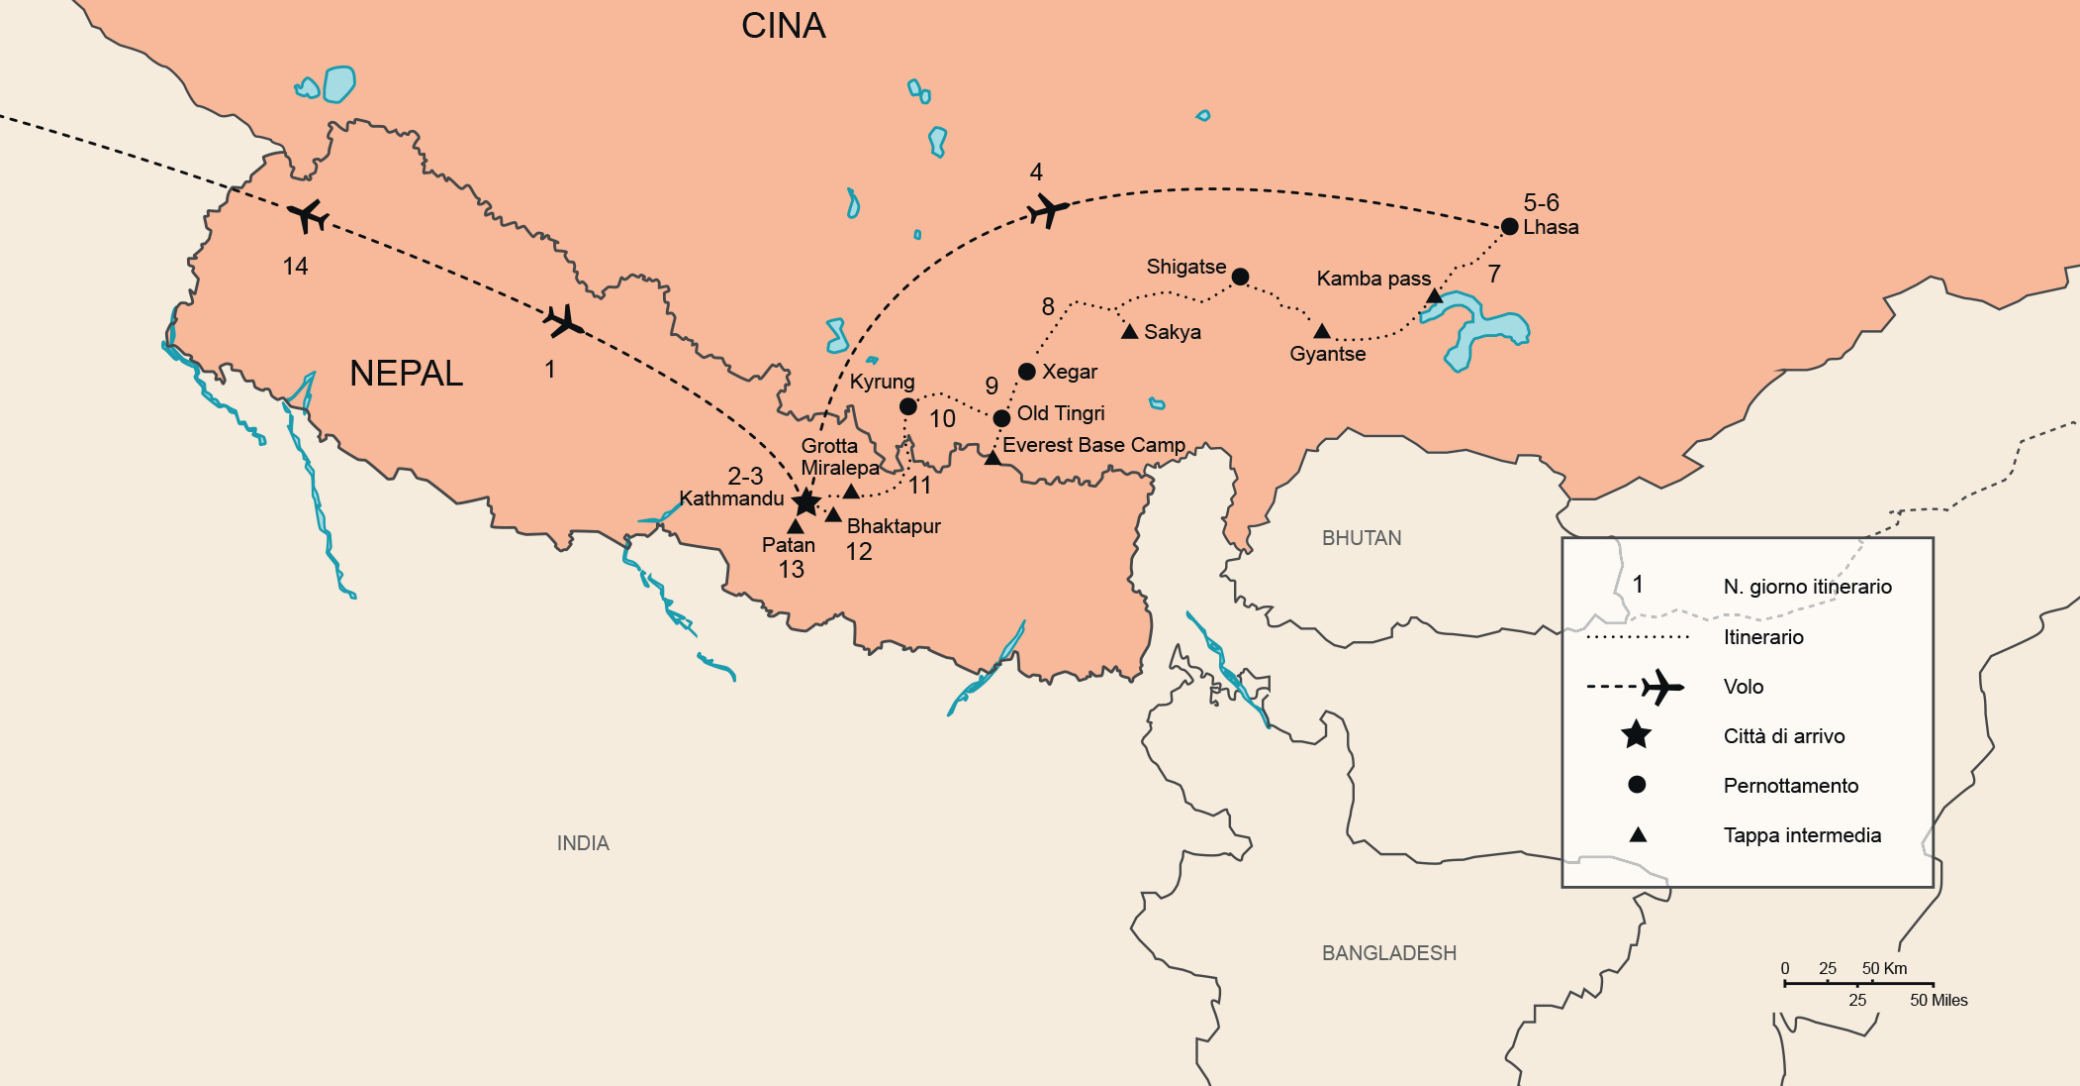 CINA
4
5-6
Lhasa
14
Shigatse
Kamba pass
7
8
Sakya
Gyantse
1
NEPAL
Kyrung
9
Xegar
10
Old Tingri
Grotta
Miralepa
Everest Base Camp
2-3
Kathmandu
11
Bhaktapur
12
Patan
13
BHUTAN
INDIA
BANGLADESH
1 N. giorno itinerario
Itinerario
Volo
Città di arrivo
Pernottamento
Tappa intermedia
0 25 50 Km
25 50 Miles